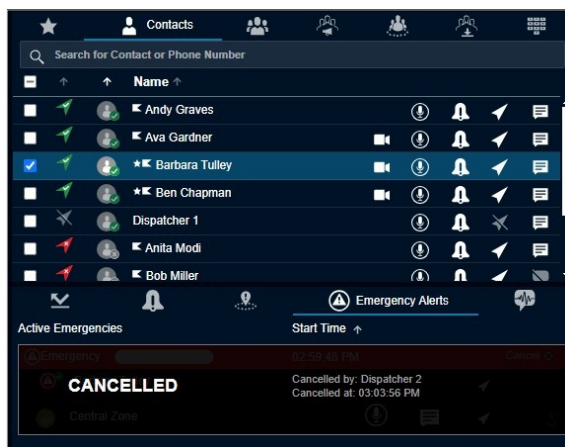 Contacts
Search for Contact or Phone Number
Name
Andy Graves
Ava Gardner
Barbara Tulley
Ben Chapman
Dispatcher 1
Anita Modi
Bob Miller
Emergency Alerts
Active Emergencies Start Time
Emergency 02:59:48 PM Cancel
CANCELLED
Cancelled by: Dispatcher 2
Cancelled at: 03:03:56 PM
Central Zone